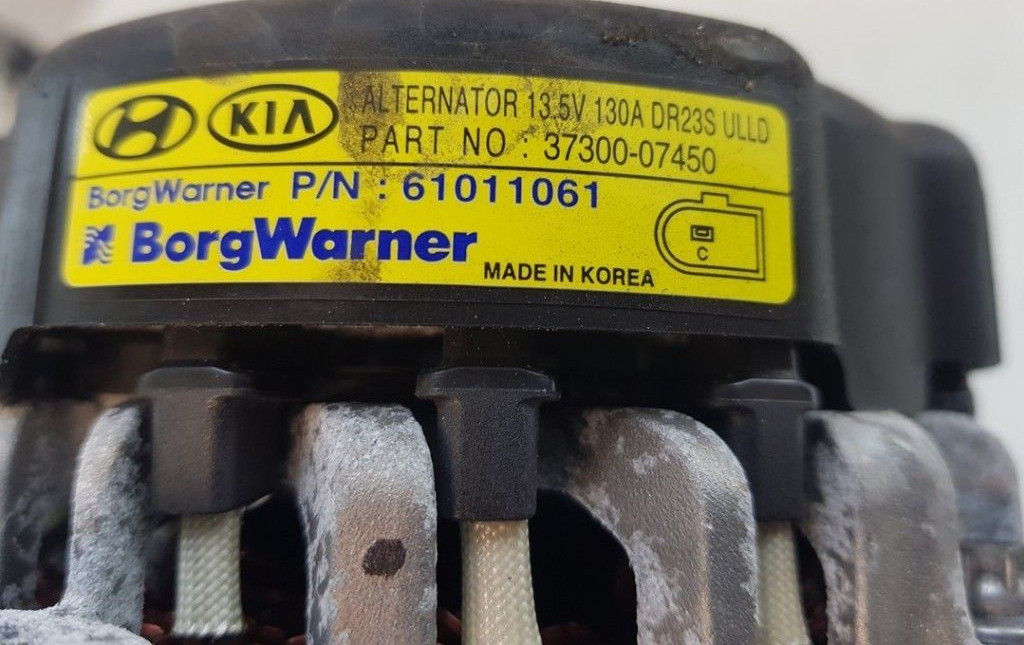 KIA ALTERNATOR 13.5V 130A DR23S ULLD
PART NO : 37300-07450
BorgWarner P/N : 61011061
BorgWarner
MADE IN KOREA
C